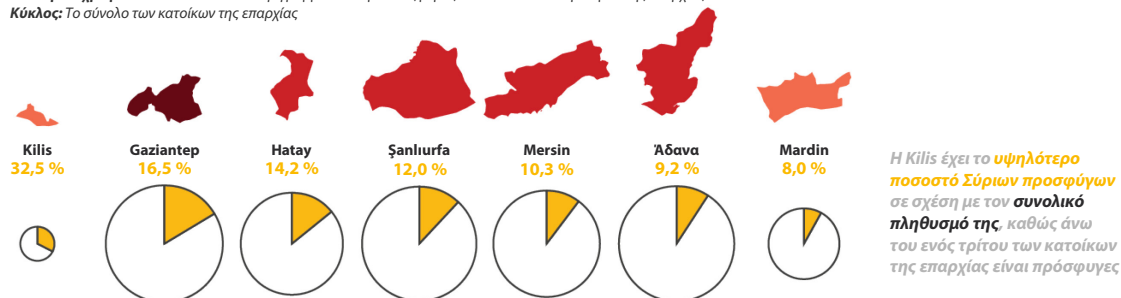 Κύκλος: Το σύνολο των κατοίκων της επαρχίας
Kilis
32,5 %
Gaziantep
16,5 %
Hatay
14,2 %
Şanlıurfa
12,0 %
Mersin
10,3 %
Άδανα
9,2 %
Mardin
8,0 %
Η Kilis έχει το υψηλότερο
ποσοστό Σύριων προσφύγων
σε σχέση με τον συνολικό
πληθυσμό της, καθώς άνω
του ενός τρίτου των κατοίκων
της επαρχίας είναι πρόσφυγες